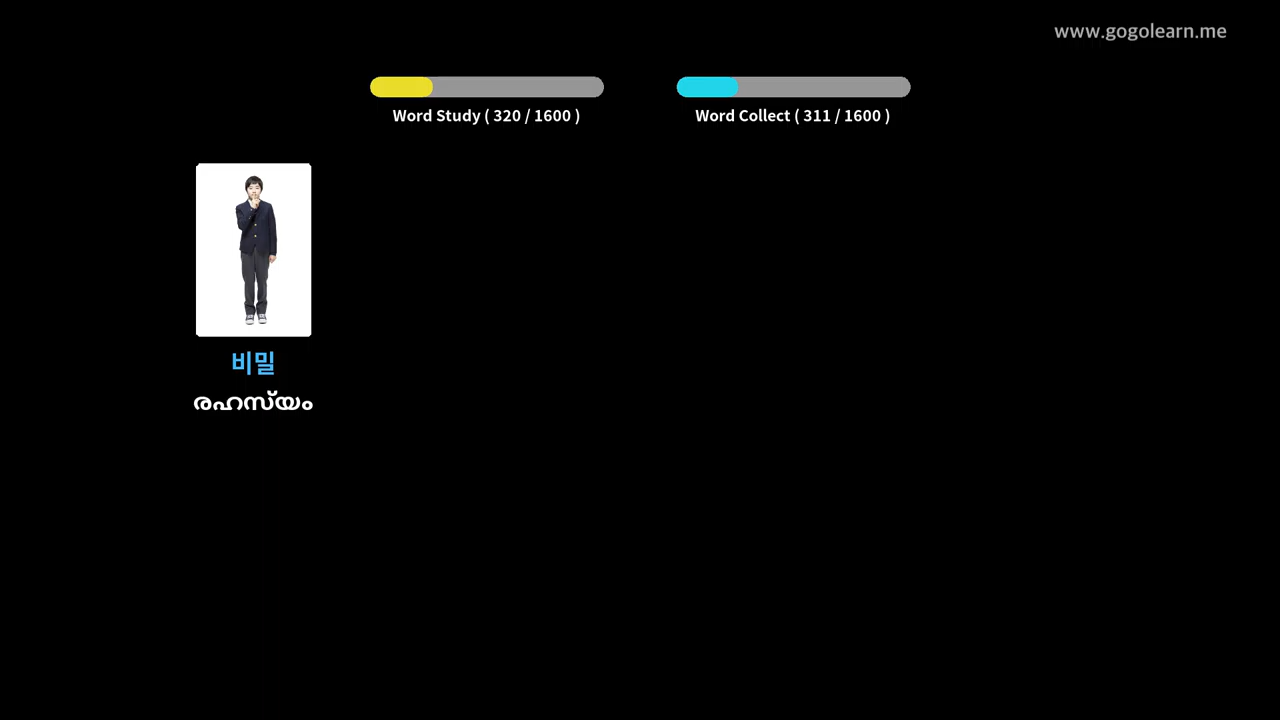 www.gogolearn.me
Word Study ( 320 / 1600 )
Word Collect ( 311 / 1600 )
비밀
രഹസ്യം